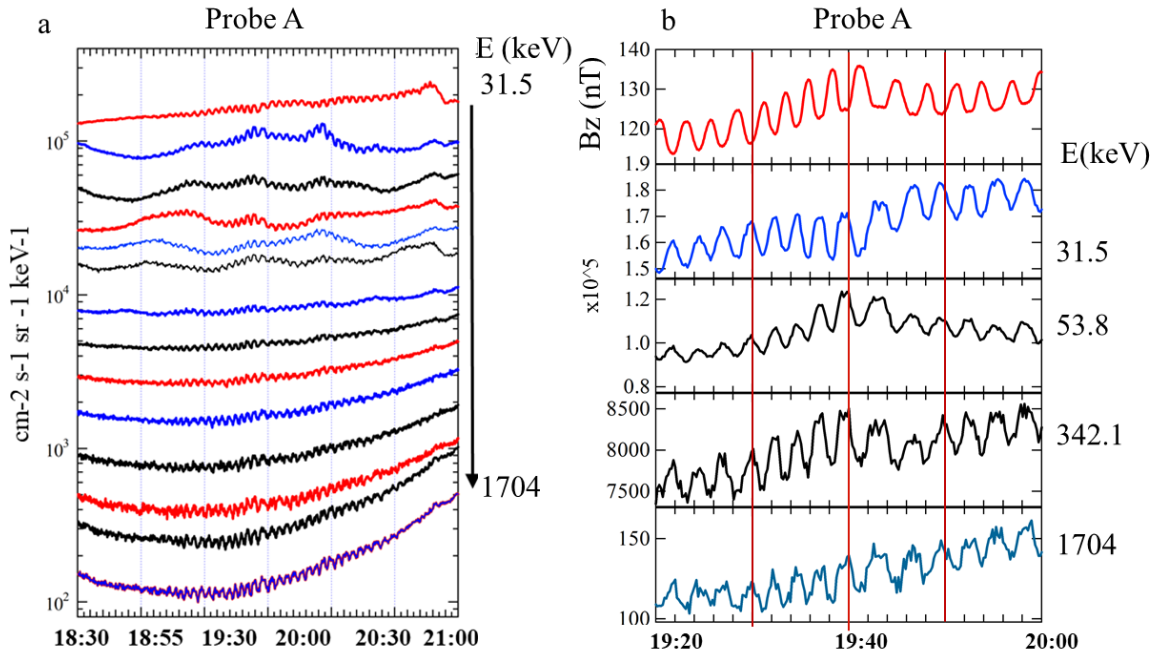 a
Probe A
E (keV)
31.5
10^5
10^4
10^3
10^2
cm-2 s-1 sr -1 keV-1
1704
18:30 18:55 19:30 20:00 20:30 21:00
b
Probe A
Bz (nT)
140
130
120
1.9
E(keV)
1.8
1.7
1.6
1.5
31.5
x10^5
1.2
1.0
0.8
53.8
8500
8000
7500
342.1
150
100
1704
19:20 19:40 20:00